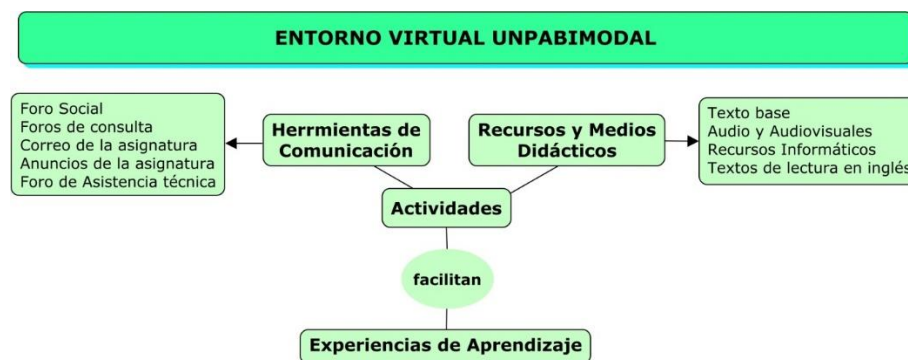 ENTORNO VIRTUAL UNPABIMODAL
Foro Social
Foros de consulta
Correo de la asignatura
Anuncios de la asignatura
Foro de Asistencia técnica
Herrmientas de
Comunicación
Recursos y Medios
Didácticos
Texto base
Audio y Audiovisuales
Recursos Informáticos
Textos de lectura en inglés
Actividades
facilitan
Experiencias de Aprendizaje